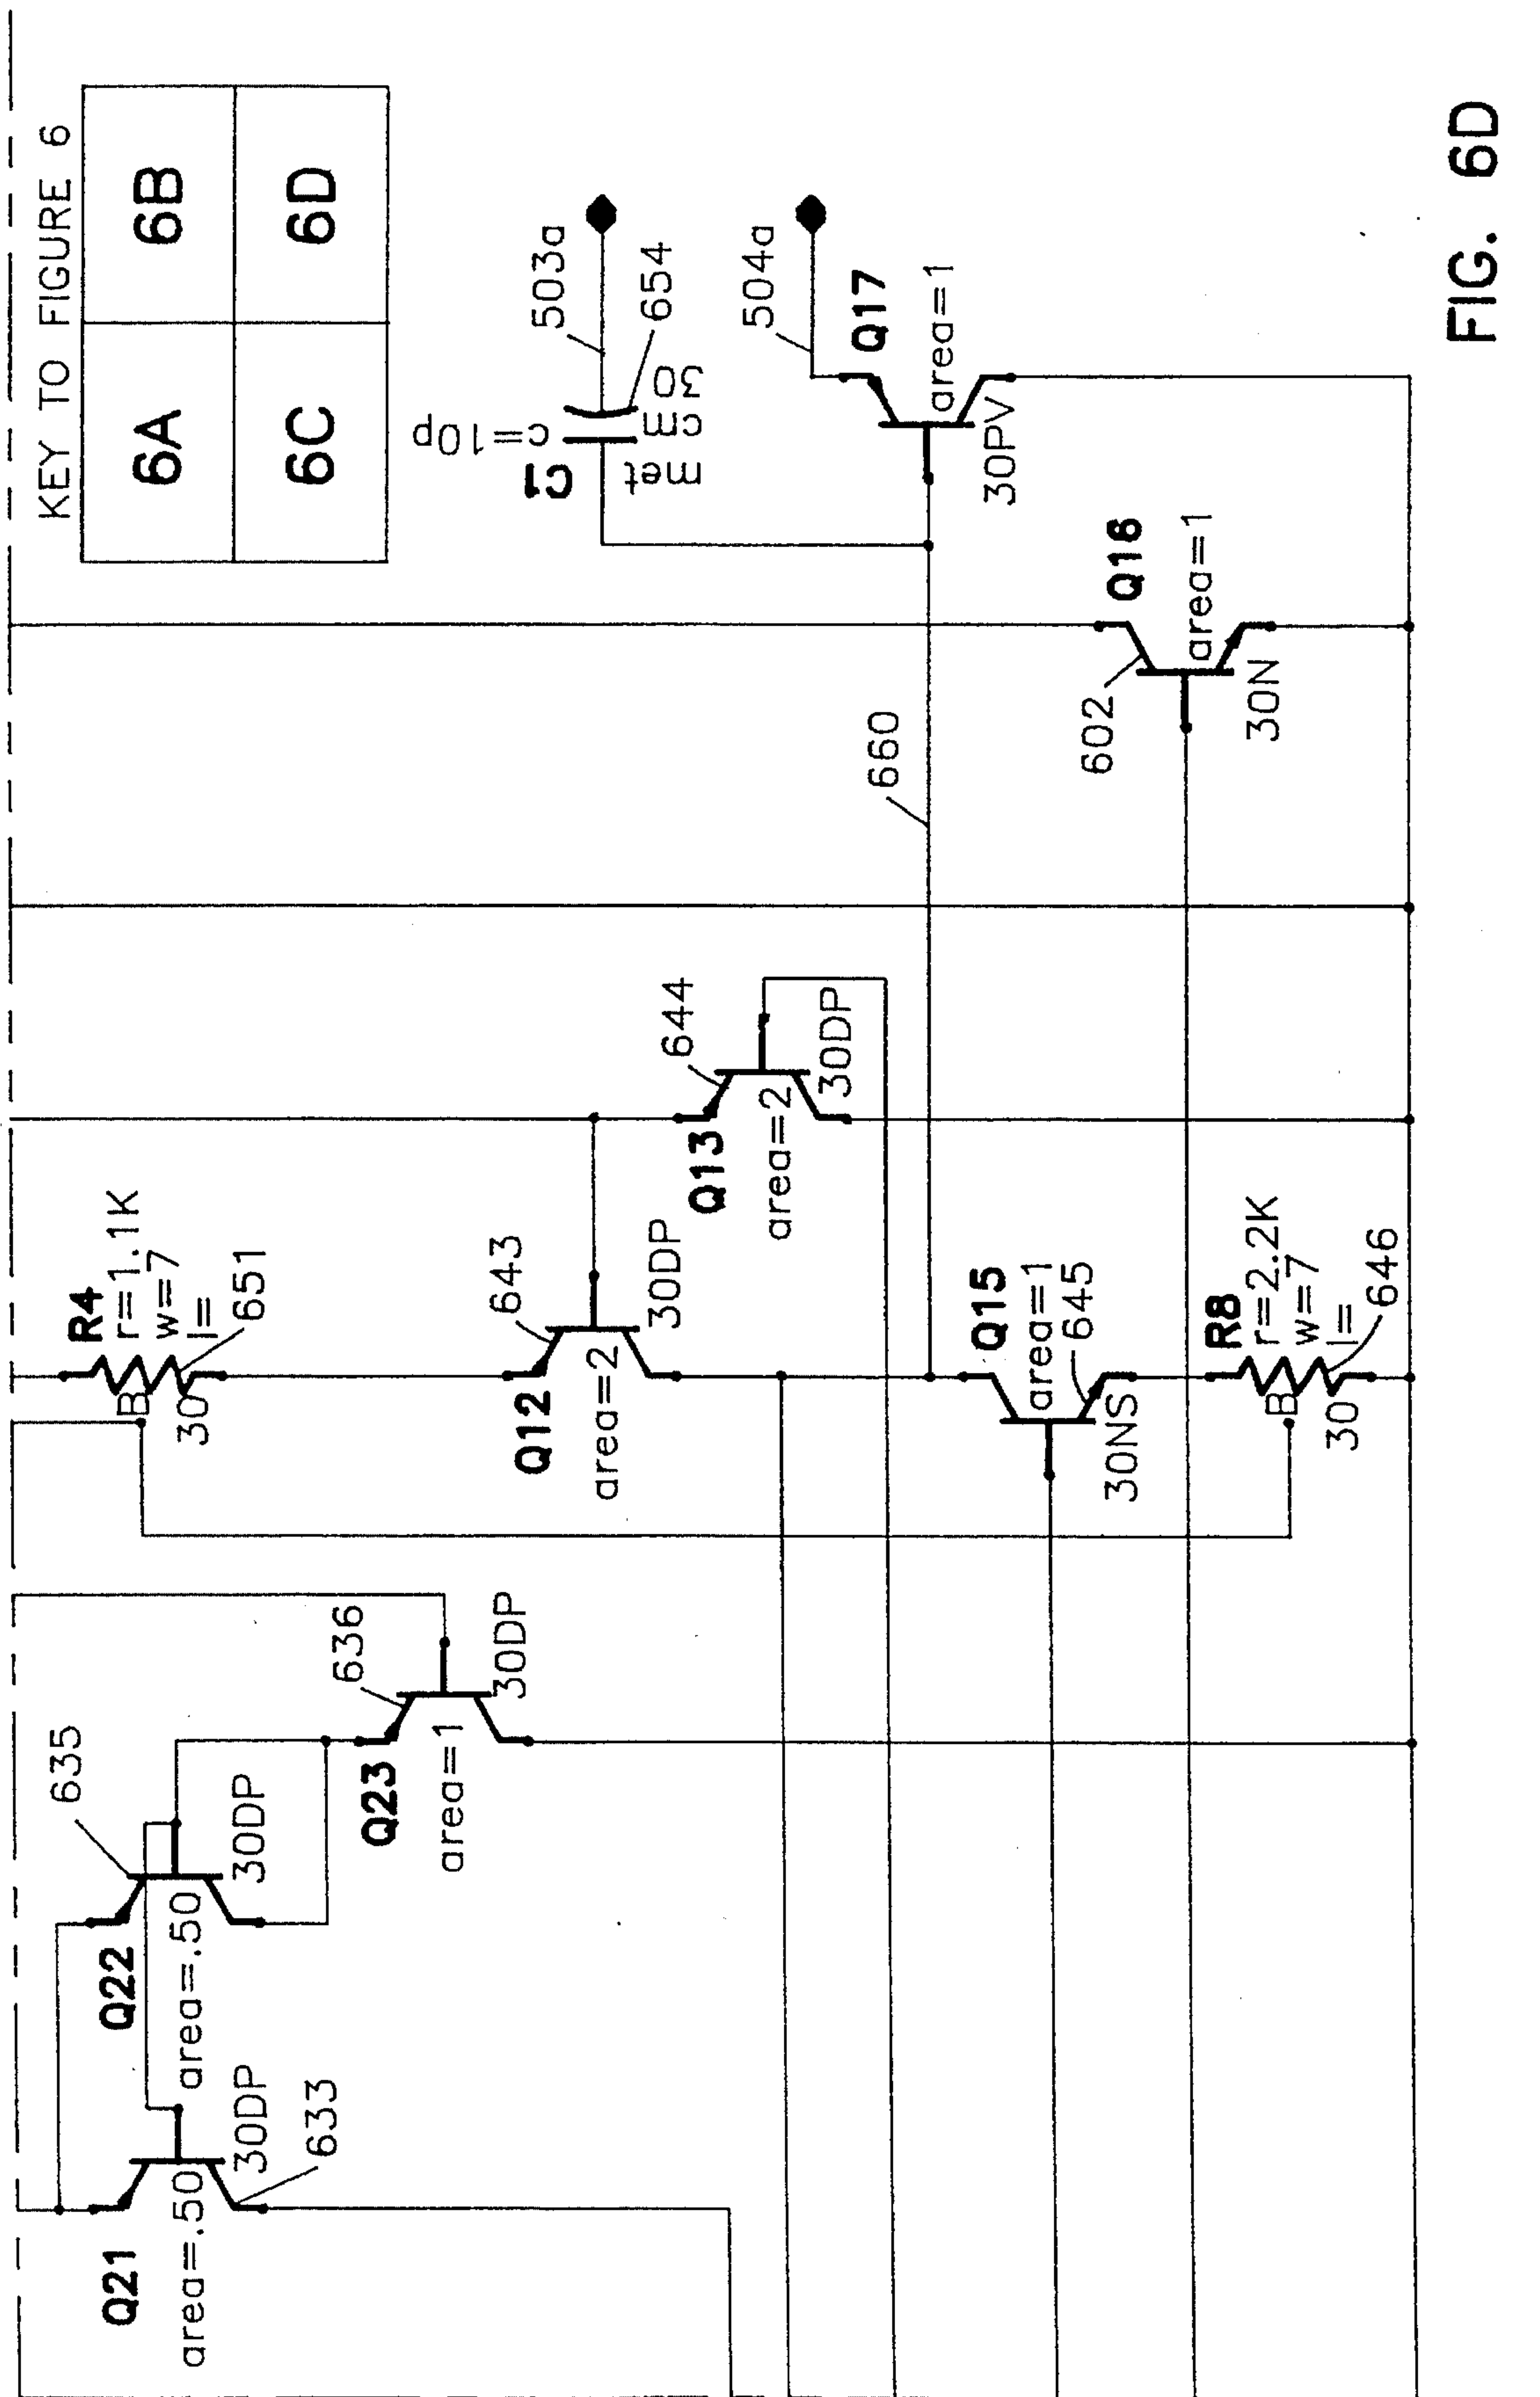 KEY TO FIGURE 6
6A
6B
6C
6D
Q21
area=.50
30DP
633
Q22
area=.50
30DP
635
Q23
area=1
30DP
636
R4
r=1.1K
w=7
l=
651
B
30
Q12
area=2
30DP
643
Q13
area=2
30DP
644
Q15
area=1
645
30NS
R8
r=2.2K
w=7
l=
646
B
30
660
602
Q16
area=1
30N
C1
c=10p
met
cm
30
654
503a
504a
Q17
area=1
30PV
FIG. 6D